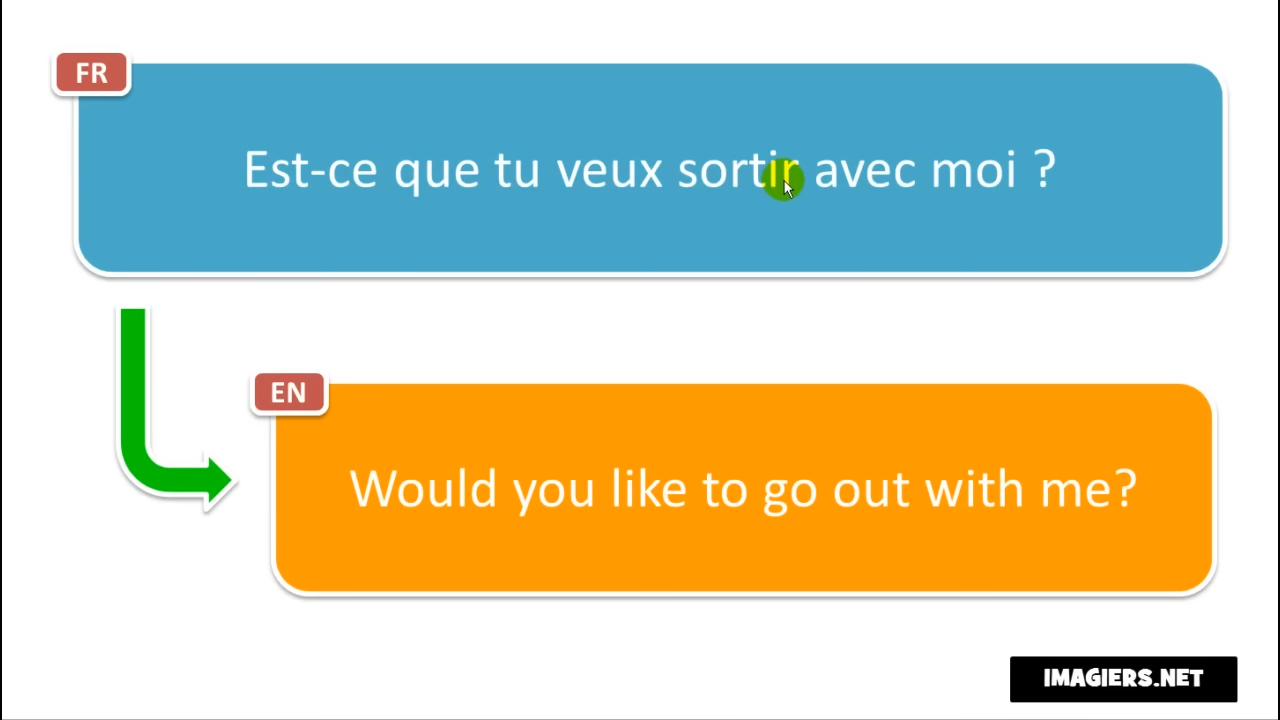 FR
Est-ce que tu veux sortir avec moi ?
EN
Would you like to go out with me?
IMAGIERS.NET